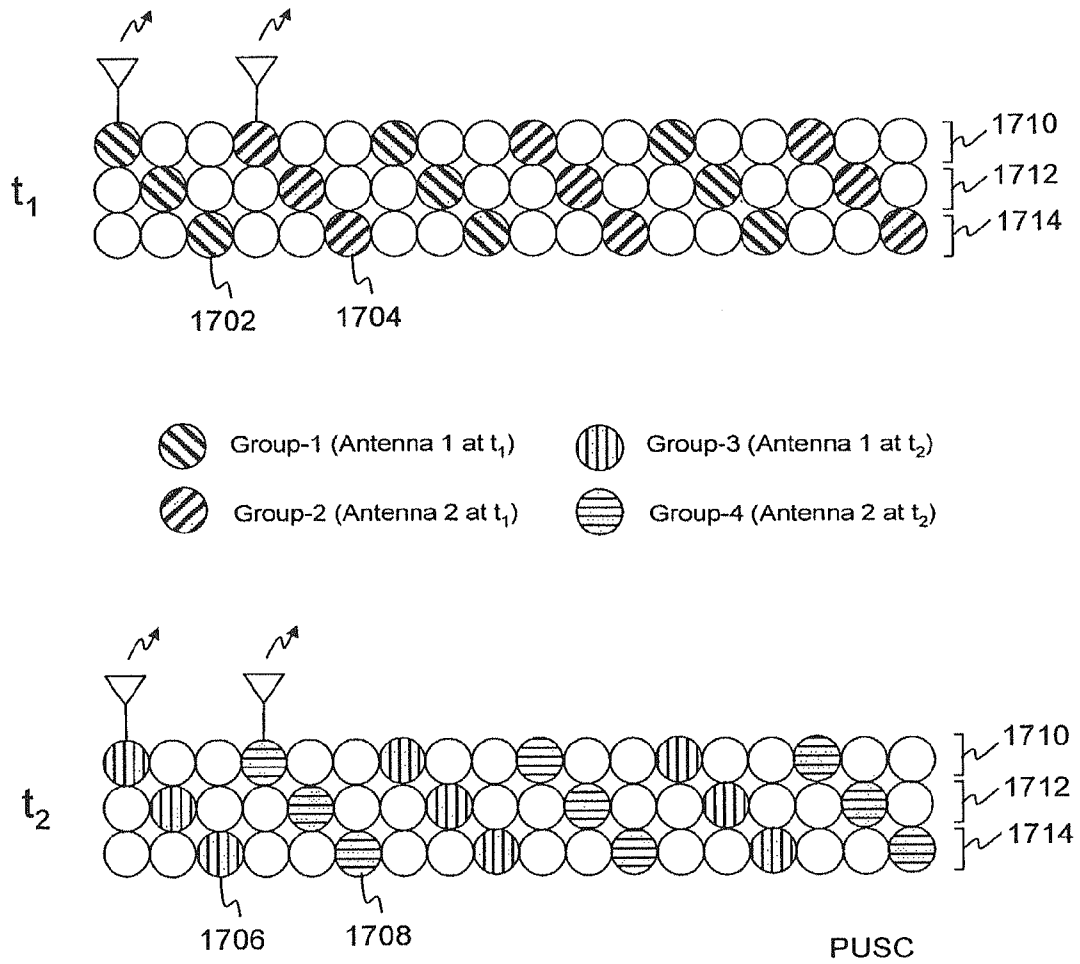 1710
1712
1714
t1
1702
1704
Group-1 (Antenna 1 at t1)
Group-3 (Antenna 1 at t2)
Group-2 (Antenna 2 at t1)
Group-4 (Antenna 2 at t2)
1710
1712
1714
t2
1706
1708
PUSC